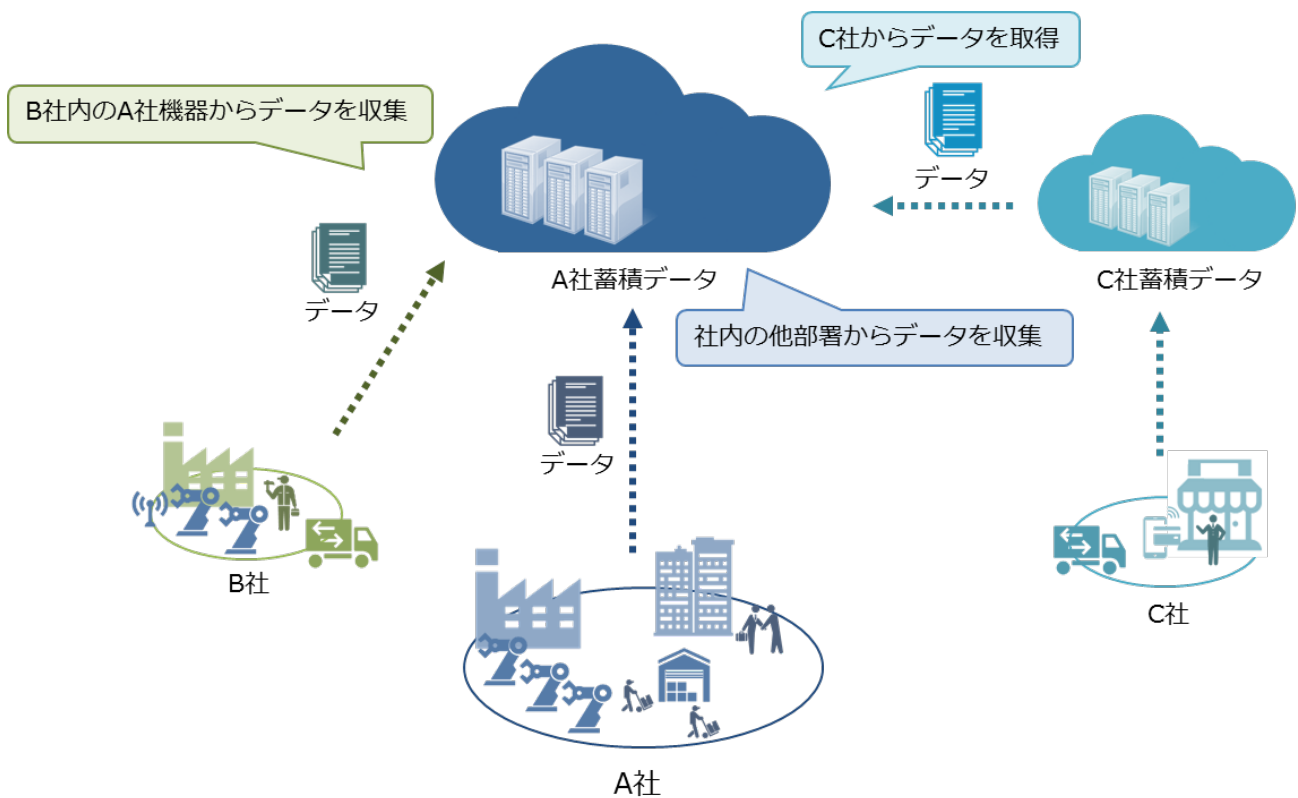 C社からデータを取得
B社内のA社機器からデータを収集
データ
データ
A社蓄積データ
C社蓄積データ
社内の他部署からデータを収集
データ
B社
C社
A社